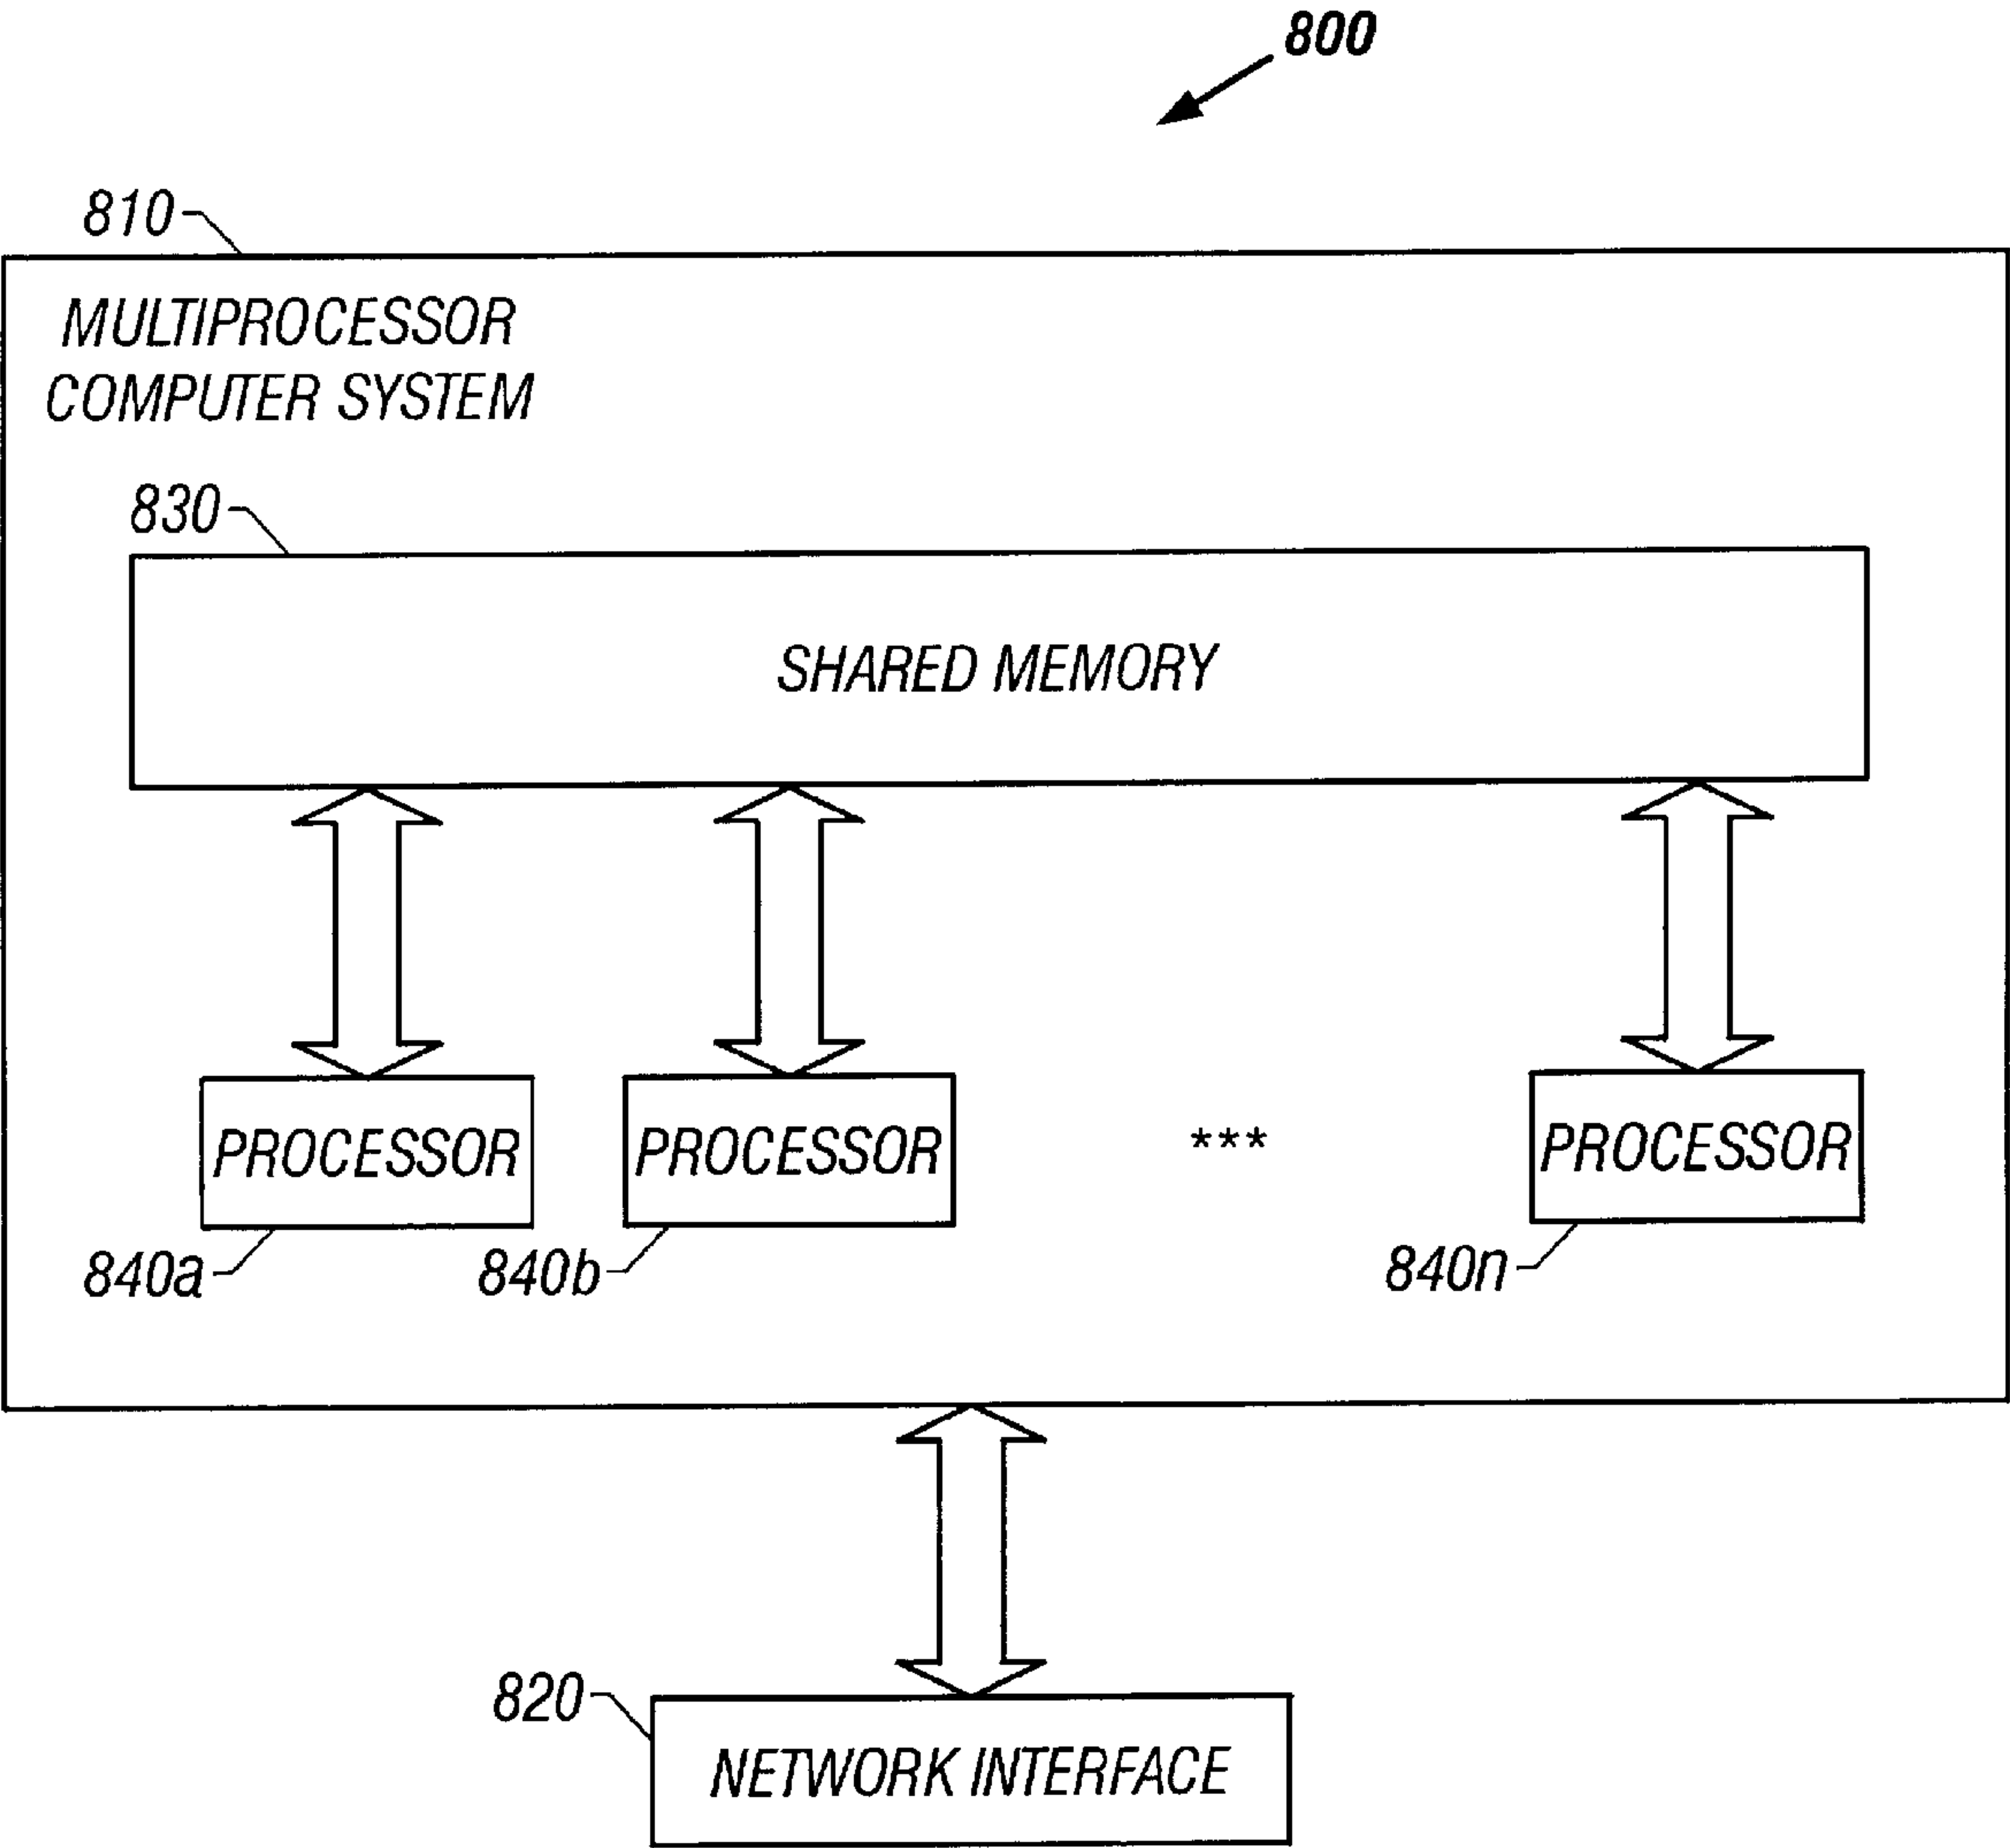 800
810
MULTIPROCESSOR
COMPUTER SYSTEM
830
SHARED MEMORY
PROCESSOR
PROCESSOR
***
PROCESSOR
840a
840b
840n
820
NETWORK INTERFACE